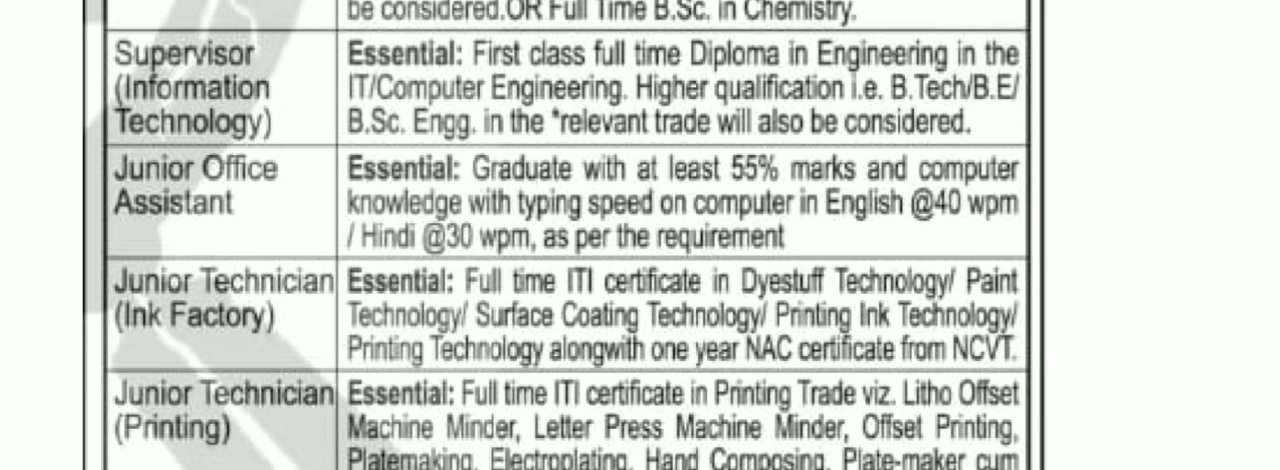 be considered.OR Full Time B.Sc. in Chemistry.
Supervisor
(Information
Technology)
Essential: First class full time Diploma in Engineering in the
IT/Computer Engineering. Higher qualification i.e. B.Tech/B.E/
B.Sc. Engg. in the *relevant trade will also be considered.
Junior Office
Assistant
Essential: Graduate with at least 55% marks and computer
knowledge with typing speed on computer in English @40 wpm
/ Hindi @30 wpm, as per the requirement
Junior Technician
(Ink Factory)
Essential: Full time ITI certificate in Dyestuff Technology/ Paint
Technology/ Surface Coating Technology/ Printing Ink Technology/
Printing Technology alongwith one year NAC certificate from NCVT.
Junior Technician
(Printing)
Essential: Full time ITI certificate in Printing Trade viz. Litho Offset
Machine Minder, Letter Press Machine Minder, Offset Printing,
Platemaking, Electroplating, Hand Composing, Plate-maker cum